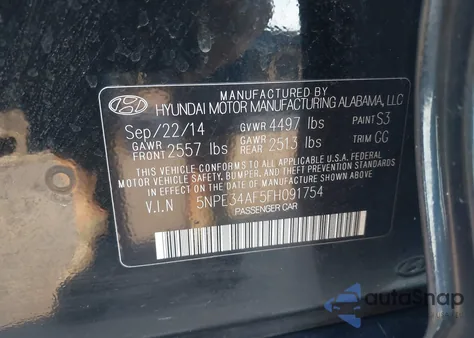 MANUFACTURED BY
HYUNDAI MOTOR MANUFACTURING ALABAMA, LLC
Sep/22/14 GVWR 4497 lbs PAINT S3
GAWR FRONT 2557 lbs GAWR REAR 2513 lbs TRIM GG
THIS VEHICLE CONFORMS TO ALL APPLICABLE U.S.A. FEDERAL
MOTOR VEHICLE SAFETY, BUMPER, AND THEFT PREVENTION
STANDARDS IN EFFECT ON THE DATE OF MANUFACTURE SHOWN ABOVE.
V.I.N 5NPE34AF5FH091754
PASSENGER CAR
autoSnap